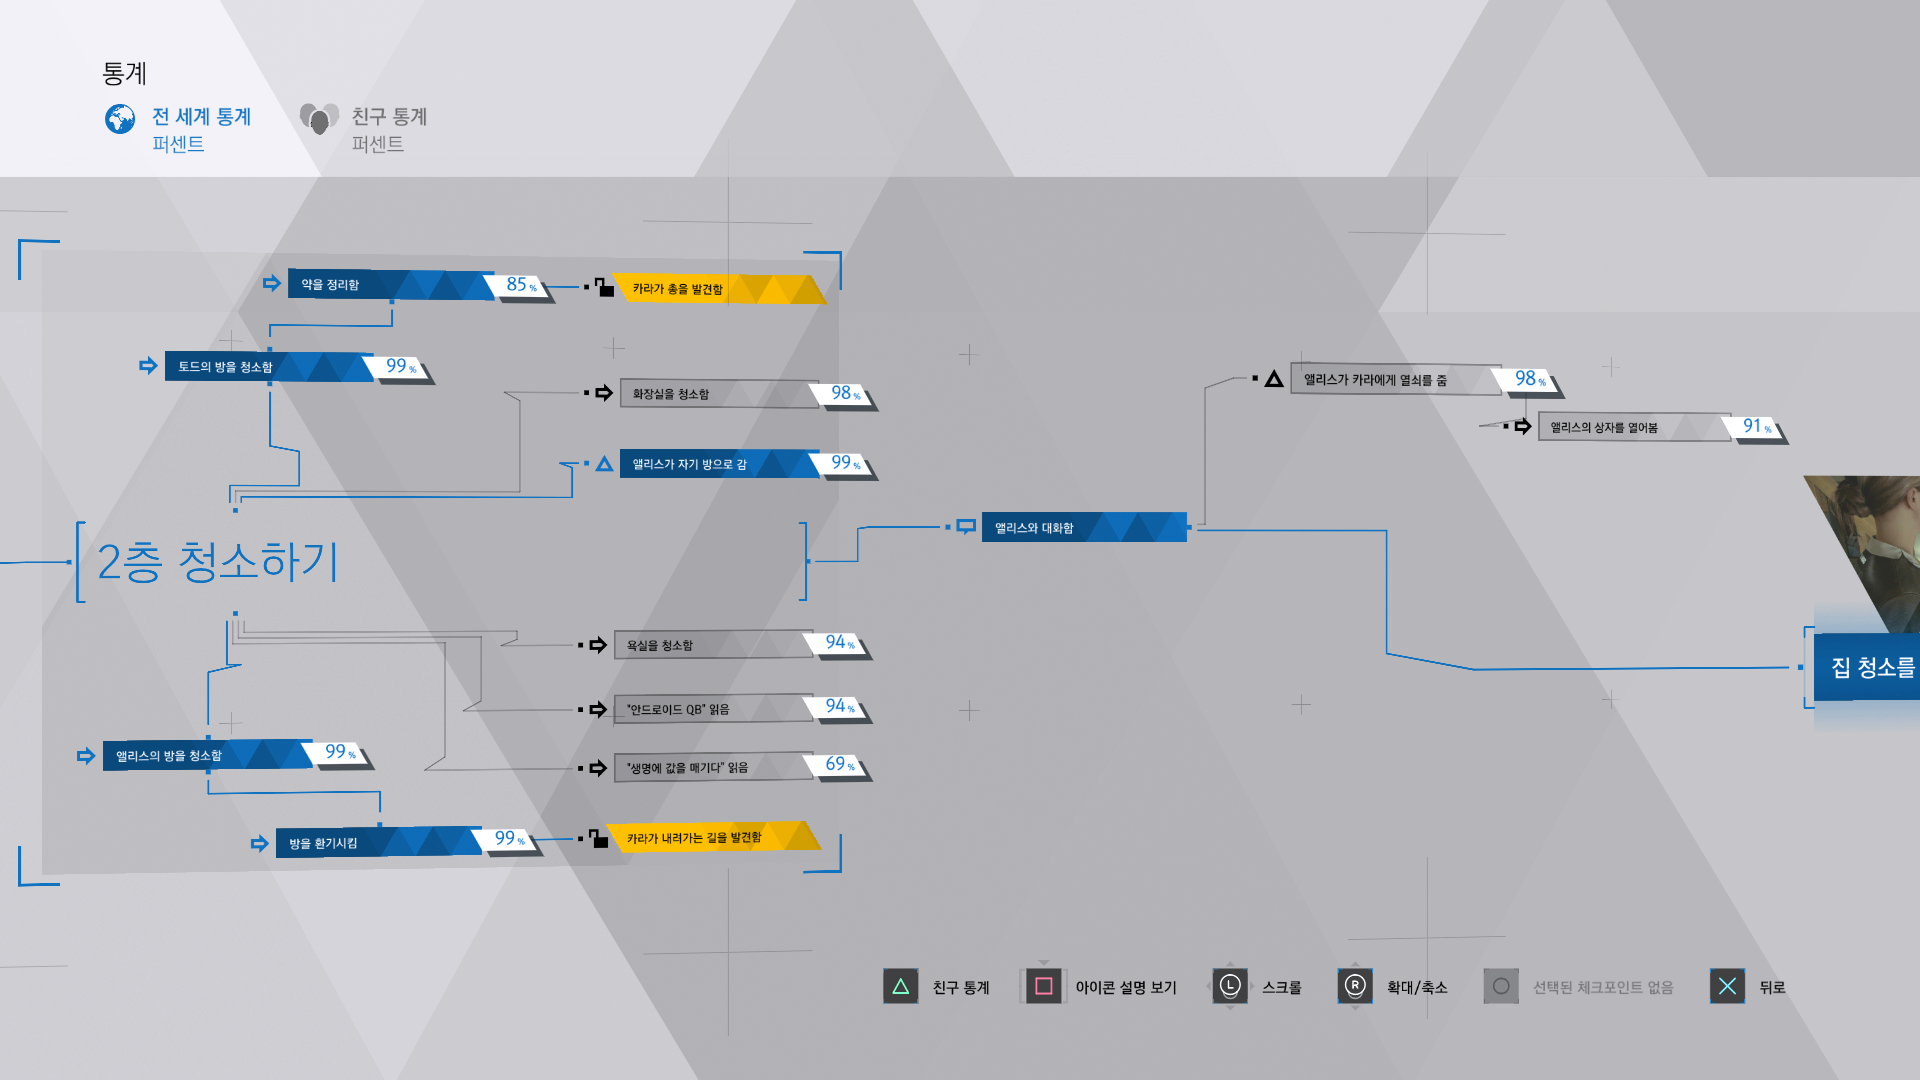 통계
전 세계 통계
퍼센트
친구 통계
퍼센트
약을 정리함 85 %
카라가 총을 발견함
토드의 방을 청소함 99 %
화장실을 청소함 98 %
앨리스가 자기 방으로 감 99 %
앨리스가 카라에게 열쇠를 줌 98 %
앨리스의 상자를 열어봄 91 %
2층 청소하기
앨리스와 대화함
욕실을 청소함 94 %
"안드로이드 QB" 읽음 94 %
"생명에 값을 매기다" 읽음 69 %
앨리스의 방을 청소함 99 %
방을 환기시킴 99 %
카라가 내려가는 길을 발견함
집 청소를
친구 통계
아이콘 설명 보기
L 스크롤
R 확대/축소
선택된 체크포인트 없음
뒤로